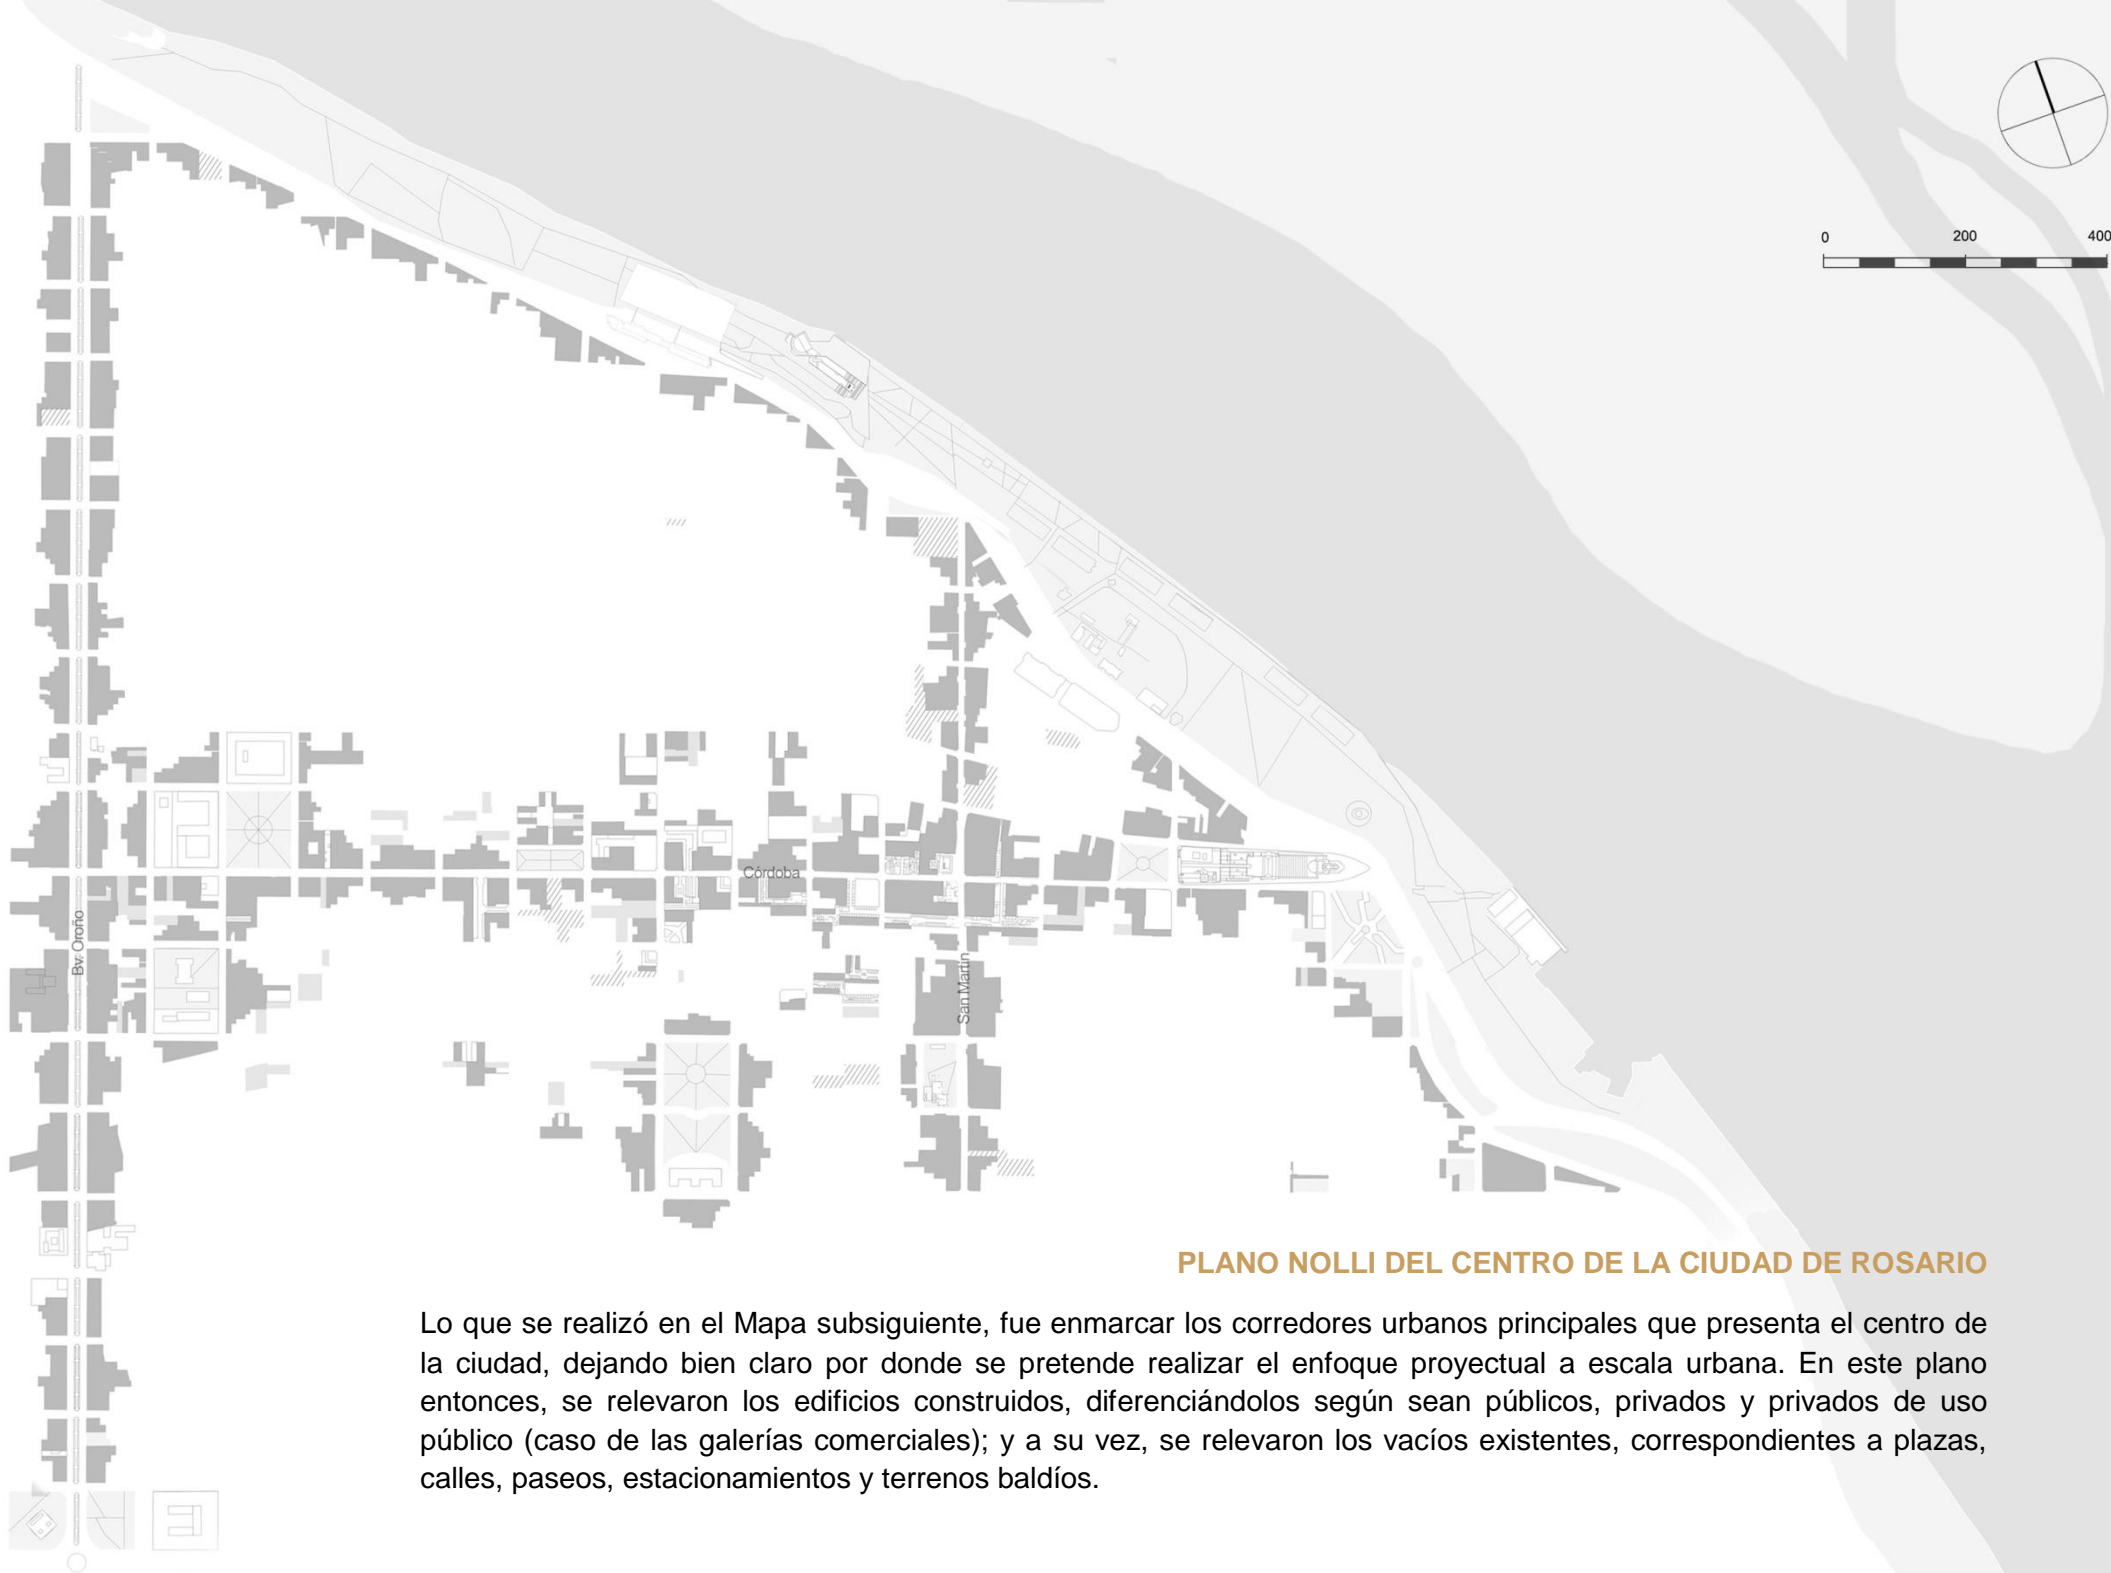 0 200 400
Córdoba
Bv. Oroño
San Martín
PLANO NOLLI DEL CENTRO DE LA CIUDAD DE ROSARIO
Lo que se realizó en el Mapa subsiguiente, fue enmarcar los corredores urbanos principales que presenta el centro de
la ciudad, dejando bien claro por donde se pretende realizar el enfoque proyectual a escala urbana. En este plano
entonces, se relevaron los edificios construidos, diferenciándolos según sean públicos, privados y privados de uso
público (caso de las galerías comerciales); y a su vez, se relevaron los vacíos existentes, correspondientes a plazas,
calles, paseos, estacionamientos y terrenos baldíos.